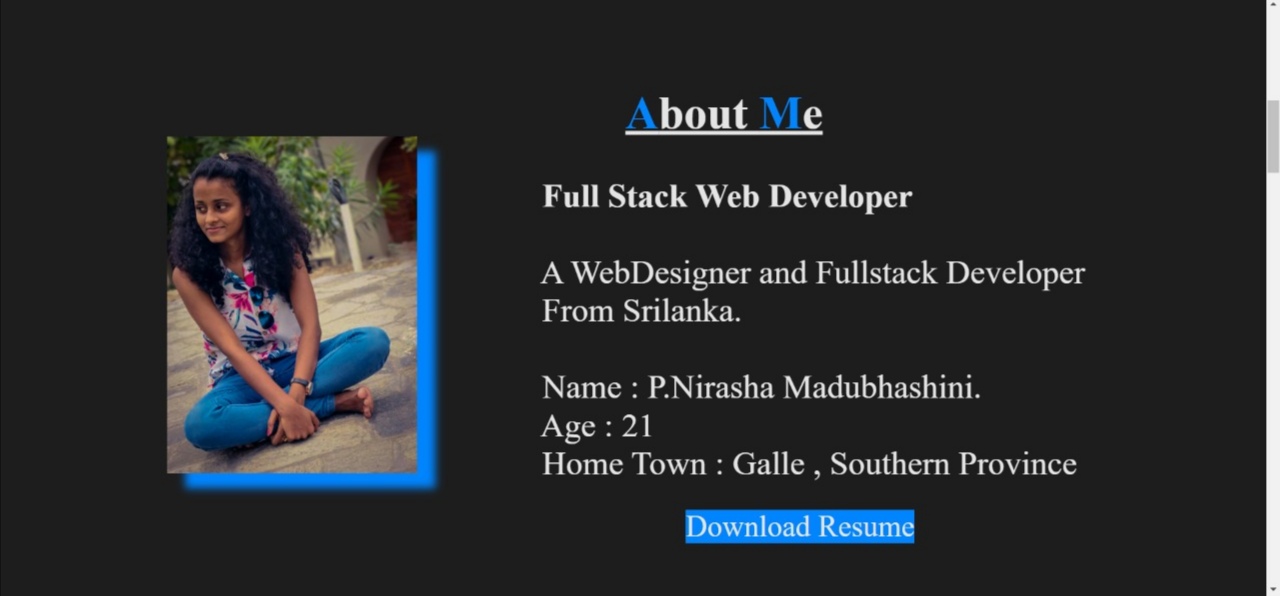 About Me
Full Stack Web Developer
A WebDesigner and Fullstack Developer
From Srilanka.
Name : P.Nirasha Madubhashini.
Age : 21
Home Town : Galle , Southern Province
Download Resume